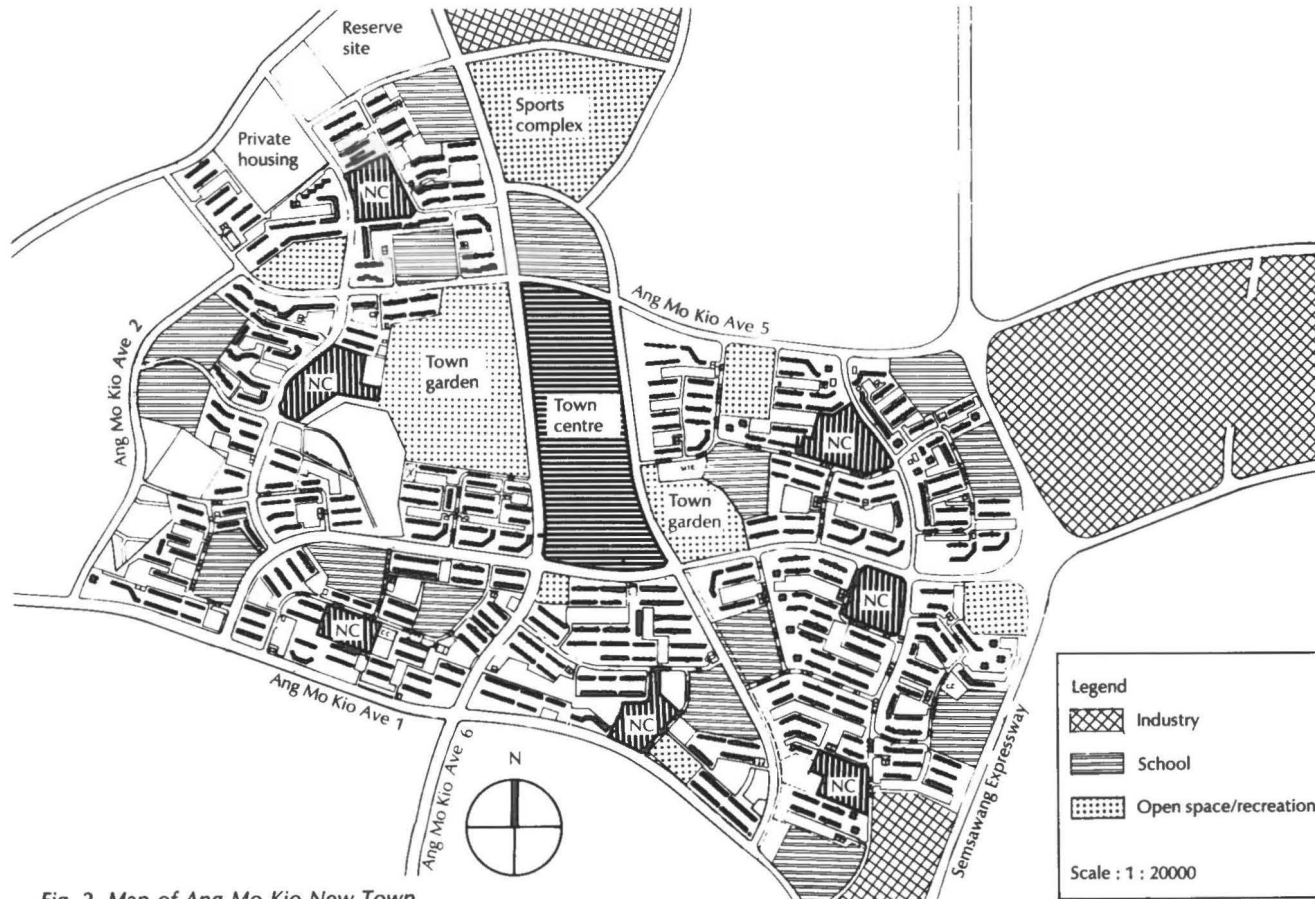 Reserve
site
Sports
complex
Private
housing
NC
Ang Mo Kio Ave 2
Town
garden
NC
Town
centre
Ang Mo Kio Ave 5
NC
Town
garden
NC
NC
CC
Ang Mo Kio Ave 1
NC
NC
CC
Ang Mo Kio Ave 6
N
Semsawang Expressway
Legend
Industry
School
Open space/recreation
Scale : 1 : 20000
Fig. 2 Map of Ang Mo Kio New Town